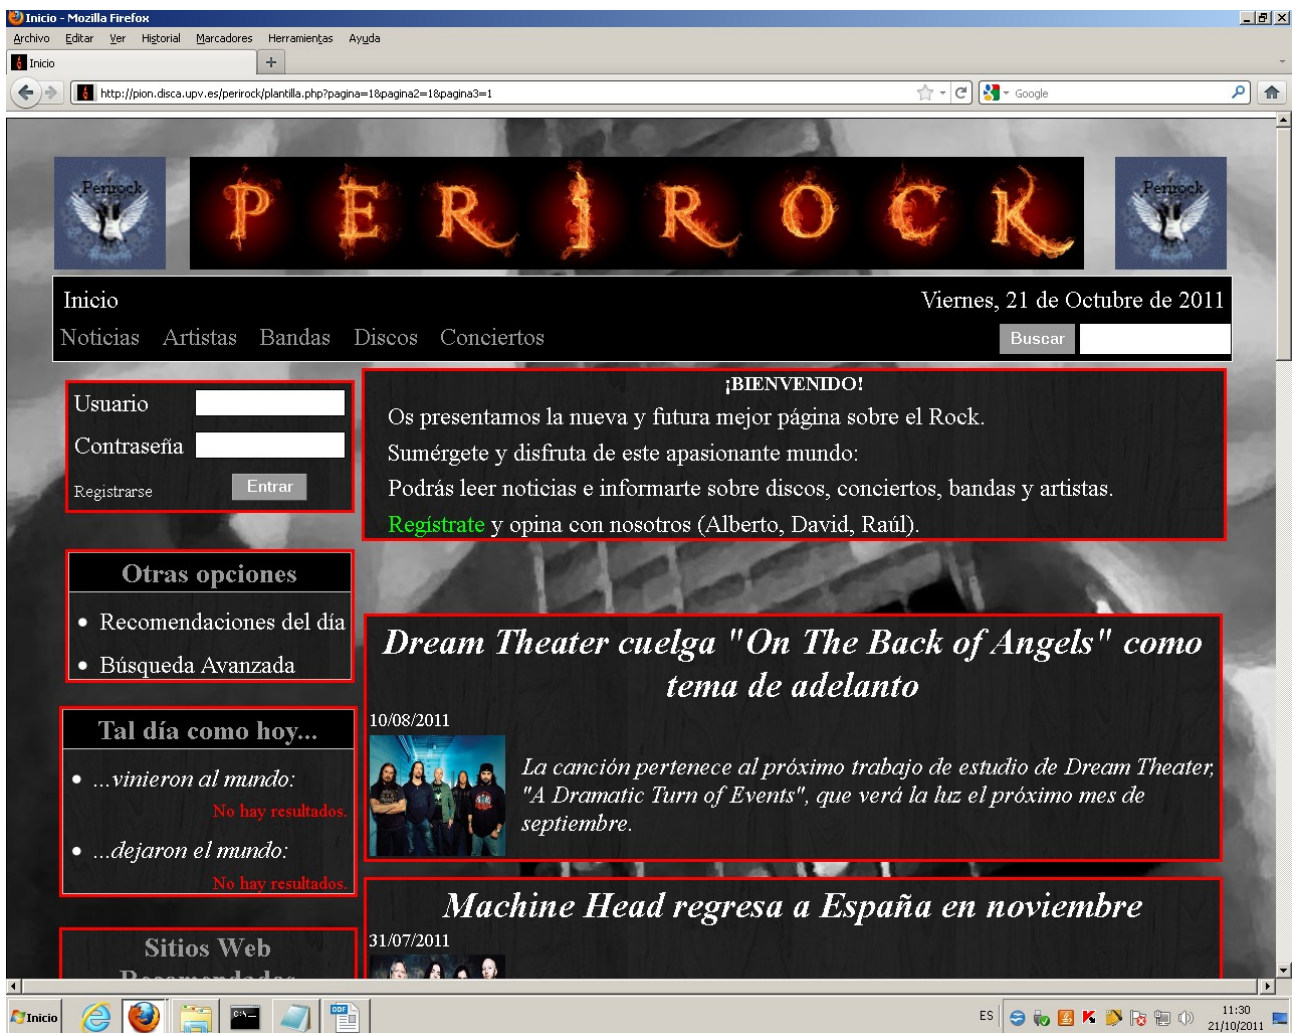 Inicio - Mozilla Firefox
Archivo Editar Ver Historial Marcadores Herramientas Ayuda
Inicio
http://pion.disca.upv.es/perirock/plantilla.php?pagina=1&pagina2=1&pagina3=1
Google
Perirock
PERIROCK
Perirock
Inicio
Viernes, 21 de Octubre de 2011
Noticias Artistas Bandas Discos Conciertos
Buscar
Usuario
Contraseña
Registrarse
Entrar
¡BIENVENIDO!
Os presentamos la nueva y futura mejor página sobre el Rock.
Sumérgete y disfruta de este apasionante mundo:
Podrás leer noticias e informarte sobre discos, conciertos, bandas y artistas.
Regístrate y opina con nosotros (Alberto, David, Raúl).
Otras opciones
Recomendaciones del día
Búsqueda Avanzada
Tal día como hoy...
...vinieron al mundo:
No hay resultados.
...dejaron el mundo:
No hay resultados.
Sitios Web
Recomendados
Dream Theater cuelga "On The Back of Angels" como
tema de adelanto
10/08/2011
La canción pertenece al próximo trabajo de estudio de Dream Theater,
"A Dramatic Turn of Events", que verá la luz el próximo mes de
septiembre.
Machine Head regresa a España en noviembre
31/07/2011
Inicio
ES
11:30
21/10/2011